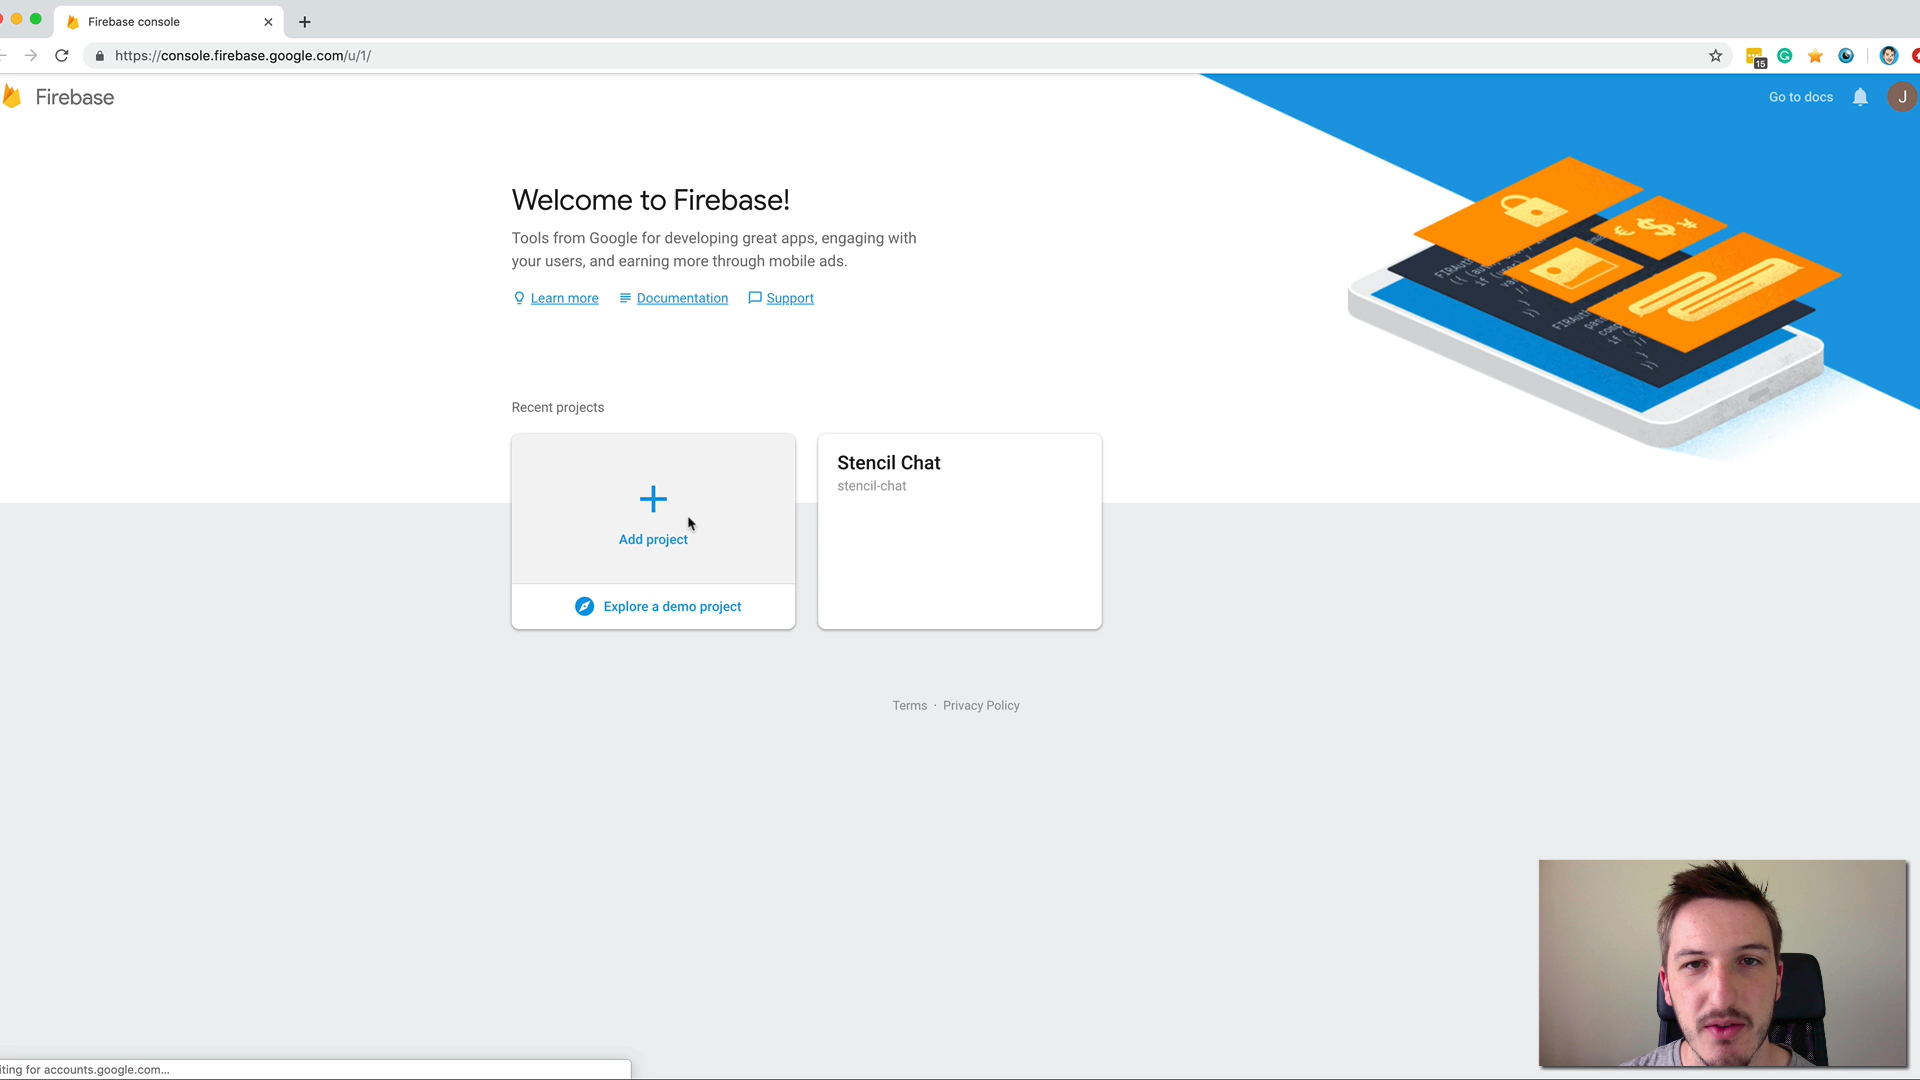 Firebase console
https://console.firebase.google.com/u/1/
15
Firebase
Go to docs
J
Welcome to Firebase!
Tools from Google for developing great apps, engaging with
your users, and earning more through mobile ads.
Learn more
Documentation
Support
Recent projects
Add project
Explore a demo project
Stencil Chat
stencil-chat
Terms · Privacy Policy
iting for accounts.google.com...